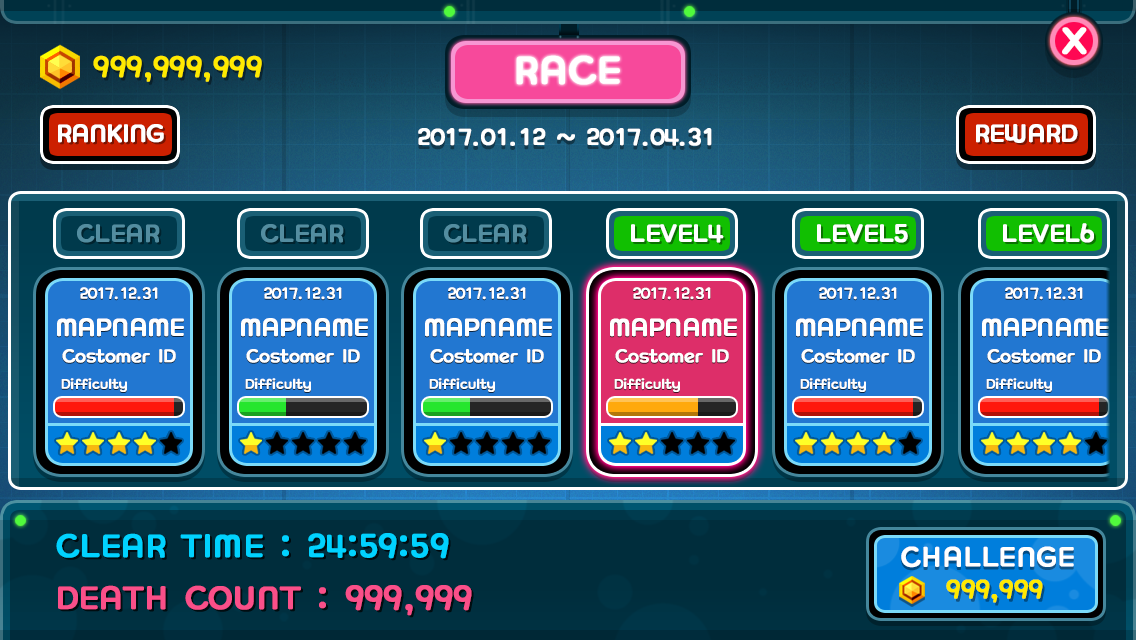 999,999,999
RACE
X
RANKING
2017.01.12 ~ 2017.04.31
REWARD
CLEAR
CLEAR
CLEAR
LEVEL4
LEVEL5
LEVEL6
2017.12.31
MAPNAME
Costomer ID
Difficulty
2017.12.31
MAPNAME
Costomer ID
Difficulty
2017.12.31
MAPNAME
Costomer ID
Difficulty
2017.12.31
MAPNAME
Costomer ID
Difficulty
2017.12.31
MAPNAME
Costomer ID
Difficulty
2017.12.31
MAPNAME
Costomer ID
Difficulty
CLEAR TIME : 24:59:59
DEATH COUNT : 999,999
CHALLENGE
999,999